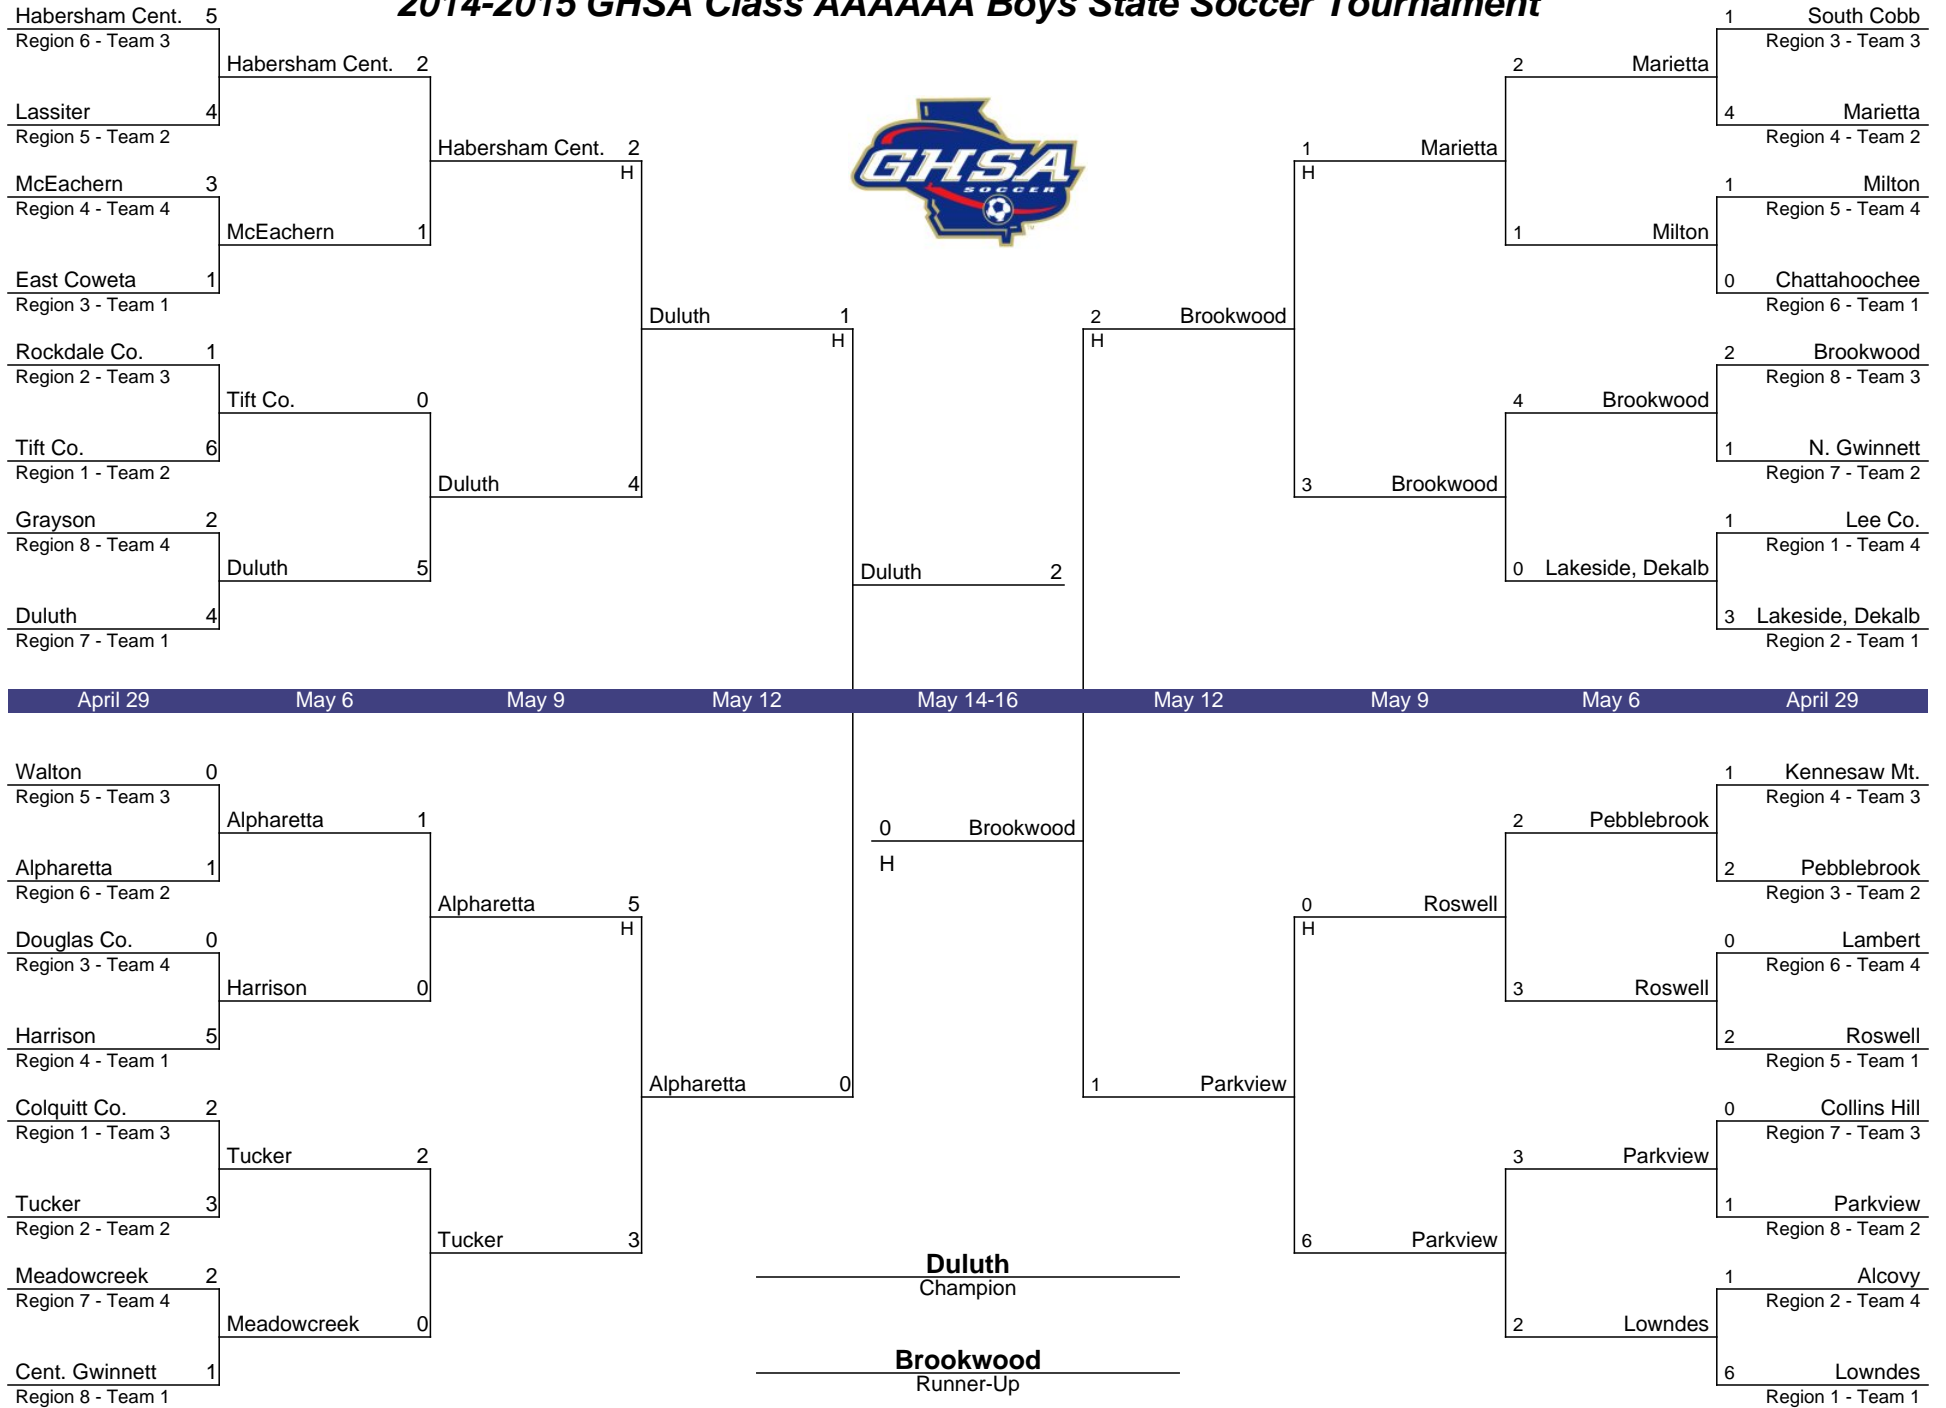 2014-2015 GHSA Class AAAAAA Boys State Soccer Tournament
Habersham Cent. 5
Region 6 - Team 3
Habersham Cent. 2
Lassiter 4
Region 5 - Team 2
Habersham Cent. 2
H
McEachern 3
Region 4 - Team 4
McEachern 1
East Coweta 1
Region 3 - Team 1
Duluth 1
H
Rockdale Co. 1
Region 2 - Team 3
Tift Co. 0
Tift Co. 6
Region 1 - Team 2
Duluth 4
Grayson 2
Region 8 - Team 4
Duluth 5
Duluth 4
Region 7 - Team 1
GHSA
SOCCER
Duluth 2
1 South Cobb
Region 3 - Team 3
2 Marietta
4 Marietta
Region 4 - Team 2
1 Marietta
H
1 Milton
Region 5 - Team 4
1 Milton
0 Chattahoochee
Region 6 - Team 1
2 Brookwood
H
2 Brookwood
Region 8 - Team 3
4 Brookwood
1 N. Gwinnett
Region 7 - Team 2
3 Brookwood
1 Lee Co.
Region 1 - Team 4
0 Lakeside, Dekalb
3 Lakeside, Dekalb
Region 2 - Team 1
April 29 May 6 May 9 May 12 May 14-16 May 12 May 9 May 6 April 29
Walton 0
Region 5 - Team 3
Alpharetta 1
Alpharetta 1
Region 6 - Team 2
Alpharetta 5
H
Douglas Co. 0
Region 3 - Team 4
Harrison 0
Harrison 5
Region 4 - Team 1
Alpharetta 0
Colquitt Co. 2
Region 1 - Team 3
Tucker 2
Tucker 3
Region 2 - Team 2
Tucker 3
Meadowcreek 2
Region 7 - Team 4
Meadowcreek 0
Cent. Gwinnett 1
Region 8 - Team 1
0 Brookwood
H
Duluth
Champion
Brookwood
Runner-Up
1 Kennesaw Mt.
Region 4 - Team 3
2 Pebblebrook
2 Pebblebrook
Region 3 - Team 2
0 Roswell
H
0 Lambert
Region 6 - Team 4
3 Roswell
2 Roswell
Region 5 - Team 1
1 Parkview
0 Collins Hill
Region 7 - Team 3
3 Parkview
1 Parkview
Region 8 - Team 2
6 Parkview
1 Alcovy
Region 2 - Team 4
2 Lowndes
6 Lowndes
Region 1 - Team 1